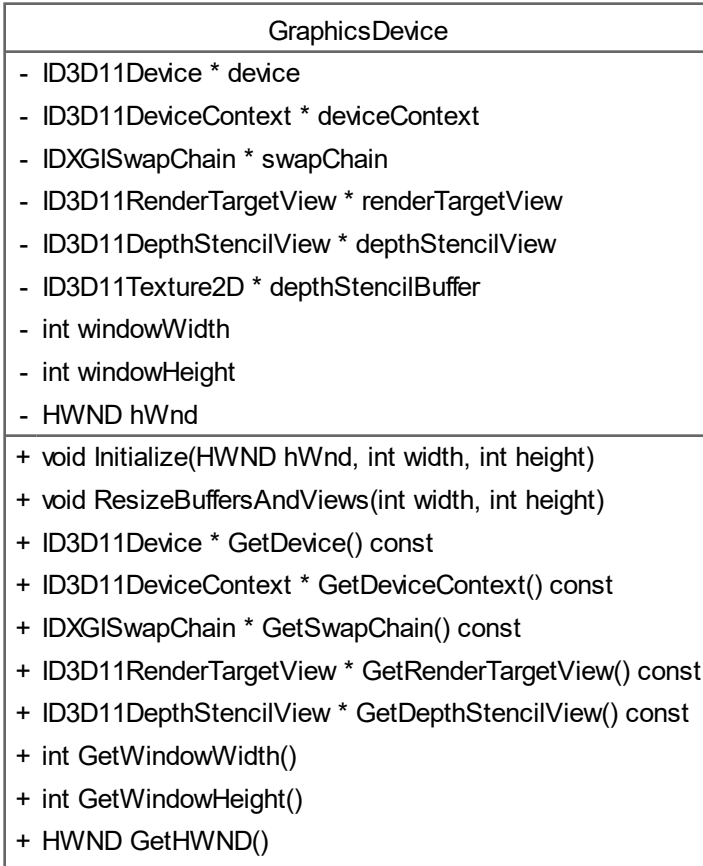 GraphicsDevice
- ID3D11Device * device
- ID3D11DeviceContext * deviceContext
- IDXGISwapChain * swapChain
- ID3D11RenderTargetView * renderTargetView
- ID3D11DepthStencilView * depthStencilView
- ID3D11Texture2D * depthStencilBuffer
- int windowWidth
- int windowHeight
- HWND hWnd
+ void Initialize(HWND hWnd, int width, int height)
+ void ResizeBuffersAndViews(int width, int height)
+ ID3D11Device * GetDevice() const
+ ID3D11DeviceContext * GetDeviceContext() const
+ IDXGISwapChain * GetSwapChain() const
+ ID3D11RenderTargetView * GetRenderTargetView() const
+ ID3D11DepthStencilView * GetDepthStencilView() const
+ int GetWindowWidth()
+ int GetWindowHeight()
+ HWND GetHWND()